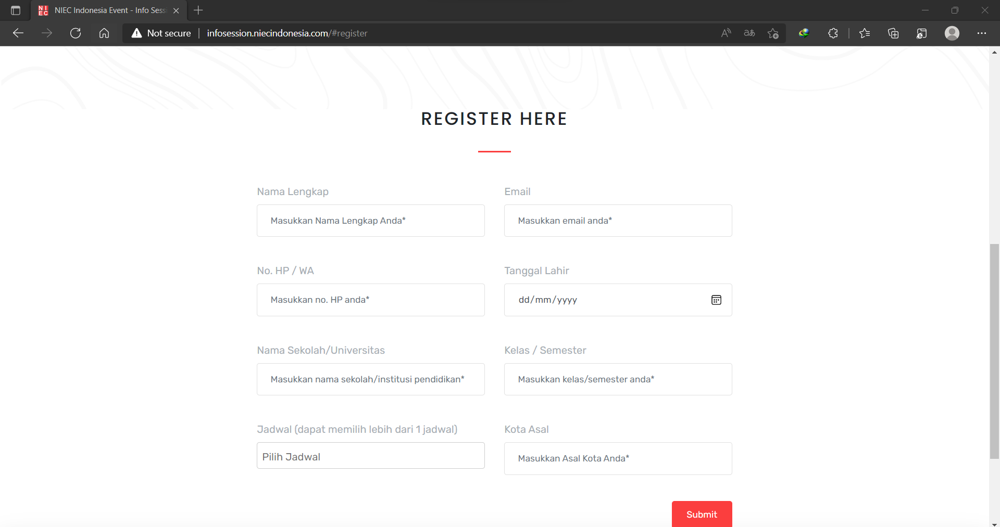 NIEC Indonesia Event - Info Sess
Not secure
infosession.niecindonesia.com/#register
REGISTER HERE
Nama Lengkap
Masukkan Nama Lengkap Anda*
Email
Masukkan email anda*
No. HP / WA
Masukkan no. HP anda*
Tanggal Lahir
dd/mm/yyyy
Nama Sekolah/Universitas
Masukkan nama sekolah/institusi pendidikan*
Kelas / Semester
Masukkan kelas/semester anda*
Jadwal (dapat memilih lebih dari 1 jadwal)
Pilih Jadwal
Kota Asal
Masukkan Asal Kota Anda*
Submit